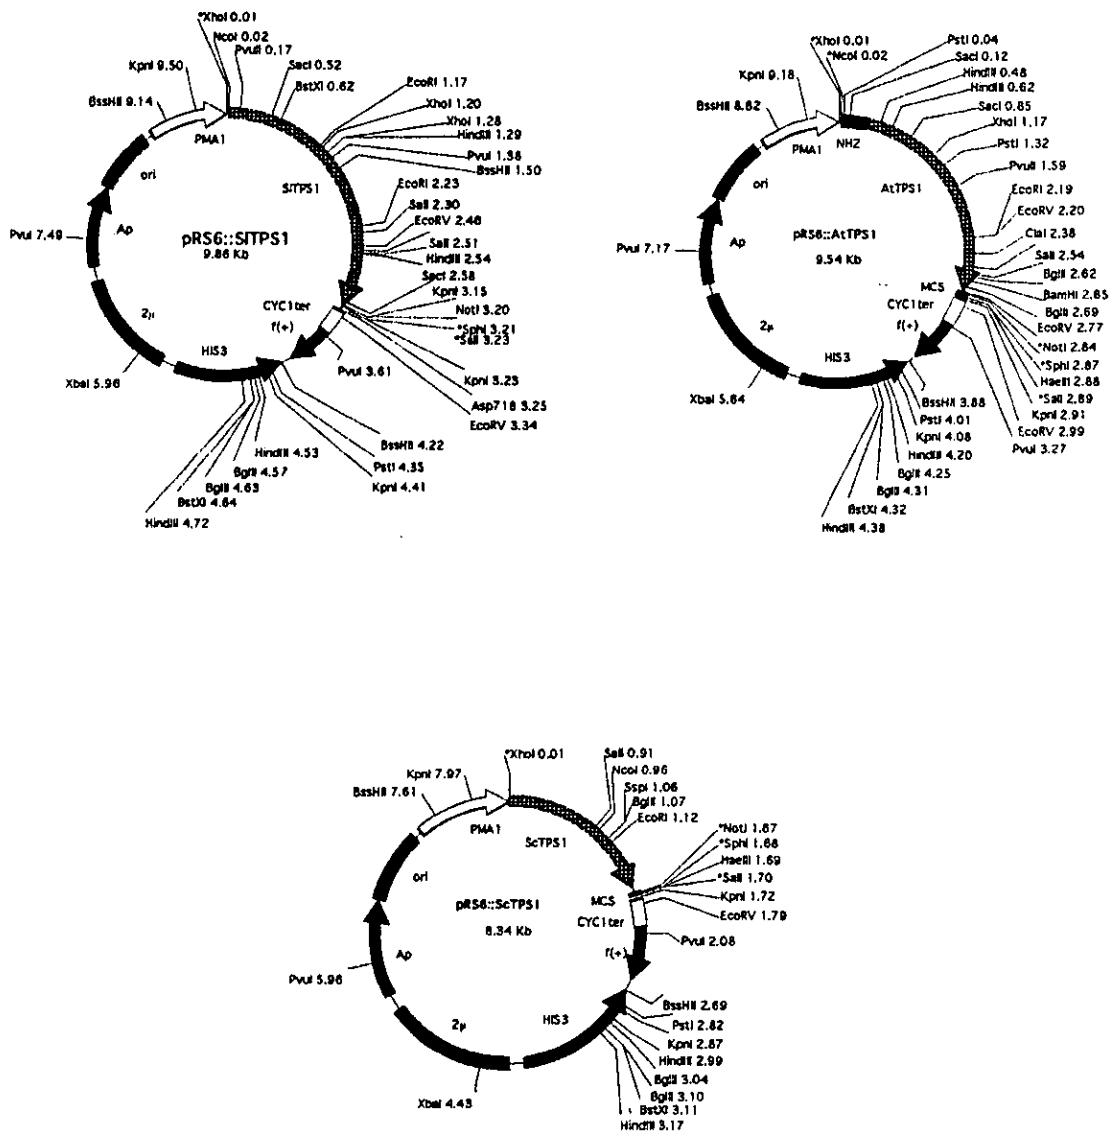 *XhoI 0.01
NcoI 0.02
PvuII 0.17
KpnI 9.50
SacI 0.52
BstXI 0.62
BssHII 9.14
EcoRI 1.17
XhoI 1.20
XhoI 1.28
HindIII 1.29
PvuI 1.38
BssHII 1.50
PMA1
ori
SlTPS1
EcoRI 2.23
SalI 2.30
EcoRV 2.46
SalI 2.51
HindIII 2.54
SacI 2.58
KpnI 3.15
NotI 3.20
*SphI 3.21
*SalI 3.23
Ap
PvuI 7.49
pRS6::SlTPS1
9.86 Kb
CYC1ter
f(+)
2μ
HIS3
PvuI 3.61
KpnI 3.23
Asp718 3.25
EcoRV 3.34
XbaI 5.96
BssHII 4.22
PstI 4.35
KpnI 4.41
HindIII 4.53
BglII 4.57
BglII 4.63
BstXI 4.64
HindIII 4.72
*XhoI 0.01
*NcoI 0.02
PstI 0.04
SacI 0.12
HindIII 0.48
HindIII 0.62
SacI 0.85
XhoI 1.17
PstI 1.32
PvuII 1.59
KpnI 9.18
BssHII 8.82
PMA1
NH2
ori
AtTPS1
EcoRI 2.19
EcoRV 2.20
ClaI 2.38
SalI 2.54
BglII 2.62
BamHI 2.65
BglII 2.69
EcoRV 2.77
*NotI 2.84
*SphI 2.87
HaeIII 2.88
*SalI 2.89
KpnI 2.91
EcoRV 2.99
PvuI 3.27
Ap
PvuI 7.17
pRS6::AtTPS1
9.54 Kb
MCS
CYC1ter
f(+)
2μ
HIS3
XbaI 5.64
BssHII 3.88
PstI 4.01
KpnI 4.08
HindIII 4.20
BglII 4.25
BglII 4.31
BstXI 4.32
HindIII 4.38
*XhoI 0.01
SalI 0.91
NcoI 0.96
SspI 1.06
BglII 1.07
EcoRI 1.12
KpnI 7.97
BssHII 7.61
PMA1
ScTPS1
ori
*NotI 1.67
*SphI 1.68
HaeIII 1.69
*SalI 1.70
KpnI 1.72
EcoRV 1.79
pRS6::ScTPS1
8.34 Kb
MCS
CYC1ter
f(+)
PvuI 2.08
Ap
PvuI 5.96
2μ
HIS3
BssHII 2.69
PstI 2.82
KpnI 2.87
HindIII 2.99
BglII 3.04
BglII 3.10
BstXI 3.11
HindIII 3.17
XbaI 4.43